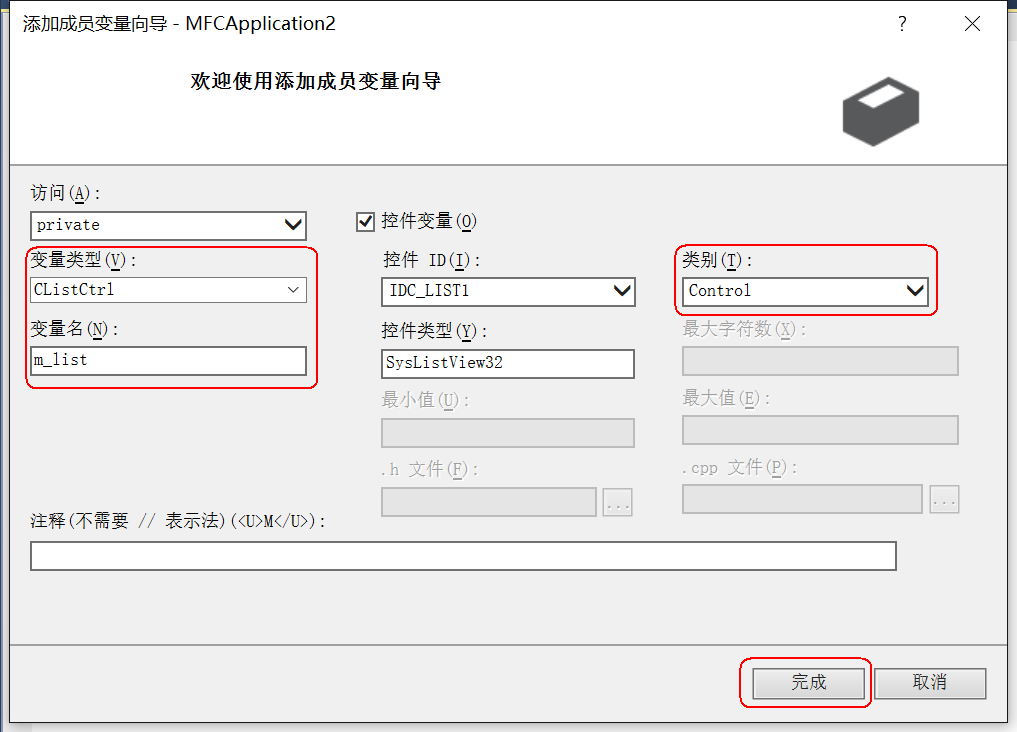 添加成员变量向导 - MFCApplication2
?
欢迎使用添加成员变量向导
访问(A):
private
控件变量(O)
变量类型(V):
控件 ID(I):
类别(T):
CListCtrl
IDC_LIST1
Control
变量名(N):
控件类型(Y):
最大字符数(X):
m_list
SysListView32
最小值(U):
最大值(E):
.h 文件(F):
.cpp 文件(P):
...
...
注释(不需要 // 表示法)(<U>M</U>):
完成
取消